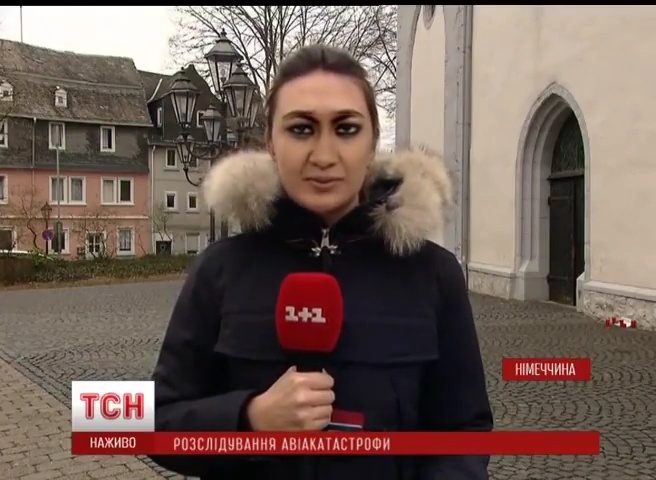 1+1
НІМЕЧЧИНА
ТСН
НАЖИВО
РОЗСЛІДУВАННЯ АВІАКАТАСТРОФИ